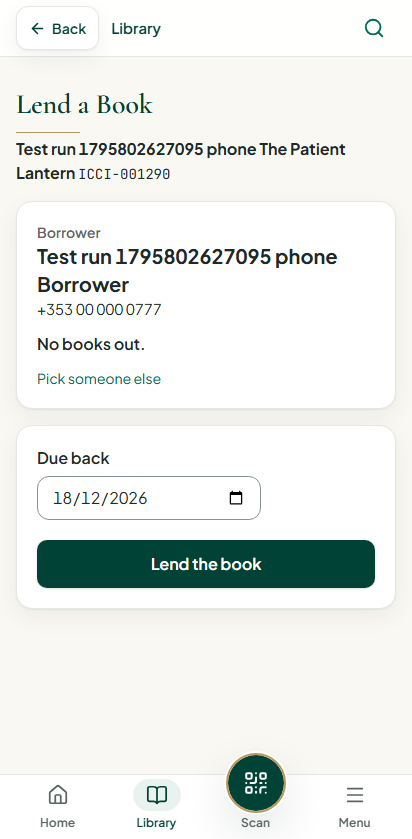 Back
Library
Lend a Book
Test run 1795802627095 phone The Patient
Lantern ICCI-001290
Borrower
Test run 1795802627095 phone
Borrower
+353 00 000 0777
No books out.
Pick someone else
Due back
18/12/2026
Lend the book
Home
Library
Scan
Menu